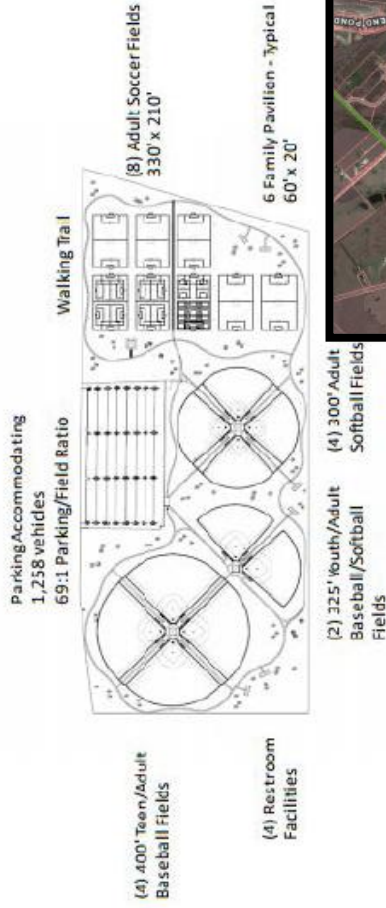 Parking Accommodating
1,258 vehicles
69:1 Parking/Field Ratio
Walking Trail
(8) Adult Soccer Fields
330' x 210'
6 Family Pavilion - Typical
60' x 20'
(4) 400' Teen/Adult
Baseball Fields
(4) Restroom
Facilities
(2) 325' Youth/Adult
Baseball/Softball
Fields
(4) 300' Adult
Softball Fields
POND